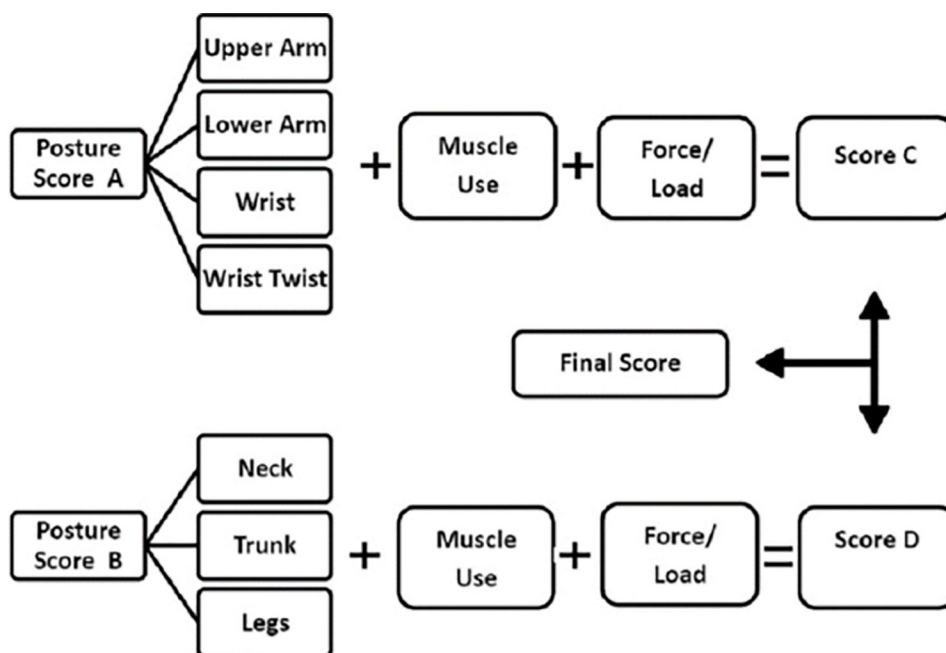 Upper Arm
Lower Arm
Wrist
Wrist Twist
Posture
Score A
+
Muscle
Use
+
Force/
Load
=
Score C
Final Score
Neck
Trunk
Legs
Posture
Score B
+
Muscle
Use
+
Force/
Load
=
Score D